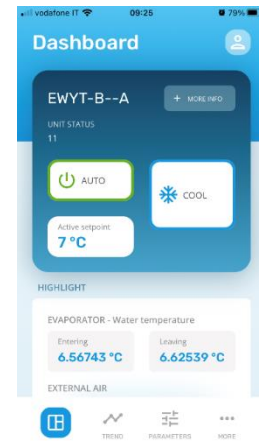 vodafone IT 09:25 79%
Dashboard
EWYT-B--A
+ MORE INFO
UNIT STATUS
11
AUTO
COOL
Active setpoint
7 °C
HIGHLIGHT
EVAPORATOR - Water temperature
Entering
6.56743 °C
Leaving
6.62539 °C
EXTERNAL AIR
TREND
PARAMETERS
MORE